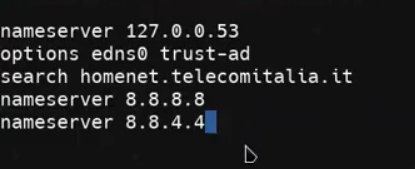 nameserver 127.0.0.53
options edns0 trust-ad
search homenet.telecomitalia.it
nameserver 8.8.8.8
nameserver 8.8.4.4